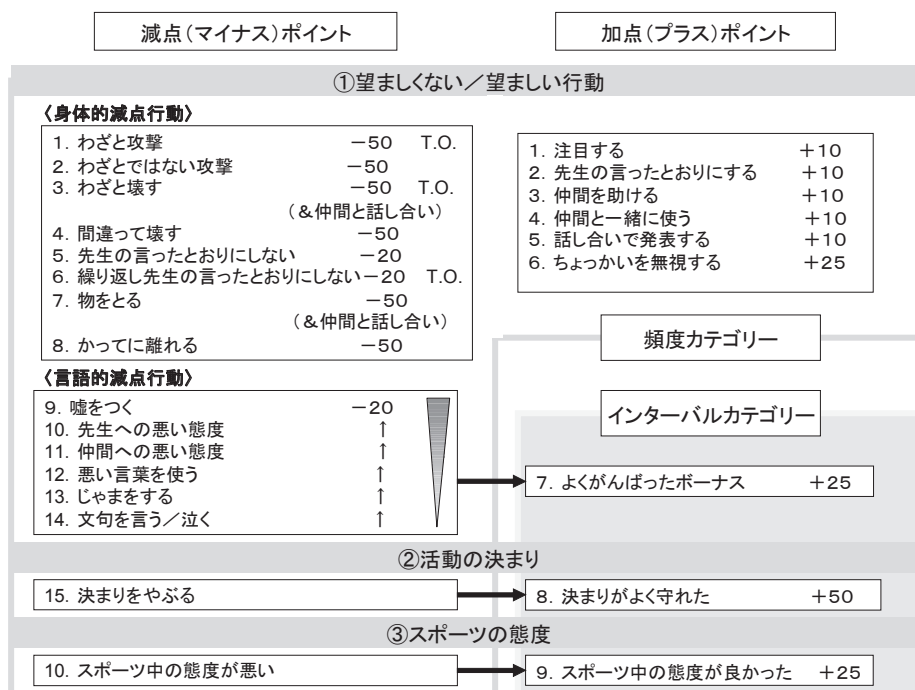 減点(マイナス)ポイント
加点(プラス)ポイント
①望ましくない／望ましい行動
〈身体的減点行動〉
1. わざと攻撃 －50 T.O.
2. わざとではない攻撃 －50
3. わざと壊す －50 T.O.
(＆仲間と話し合い)
4. 間違って壊す －50
5. 先生の言ったとおりにしない －20
6. 繰り返し先生の言ったとおりにしない－20 T.O.
7. 物をとる －50
(＆仲間と話し合い)
8. かってに離れる －50
1. 注目する ＋10
2. 先生の言ったとおりにする ＋10
3. 仲間を助ける ＋10
4. 仲間と一緒に使う ＋10
5. 話し合いで発表する ＋10
6. ちょっかいを無視する ＋25
頻度カテゴリー
〈言語的減点行動〉
9. 嘘をつく －20
10. 先生への悪い態度 ↑
11. 仲間への悪い態度 ↑
12. 悪い言葉を使う ↑
13. じゃまをする ↑
14. 文句を言う／泣く ↑
インターバルカテゴリー
7. よくがんばったボーナス ＋25
②活動の決まり
15. 決まりをやぶる
8. 決まりがよく守れた ＋50
③スポーツの態度
10. スポーツ中の態度が悪い
9. スポーツ中の態度が良かった ＋25